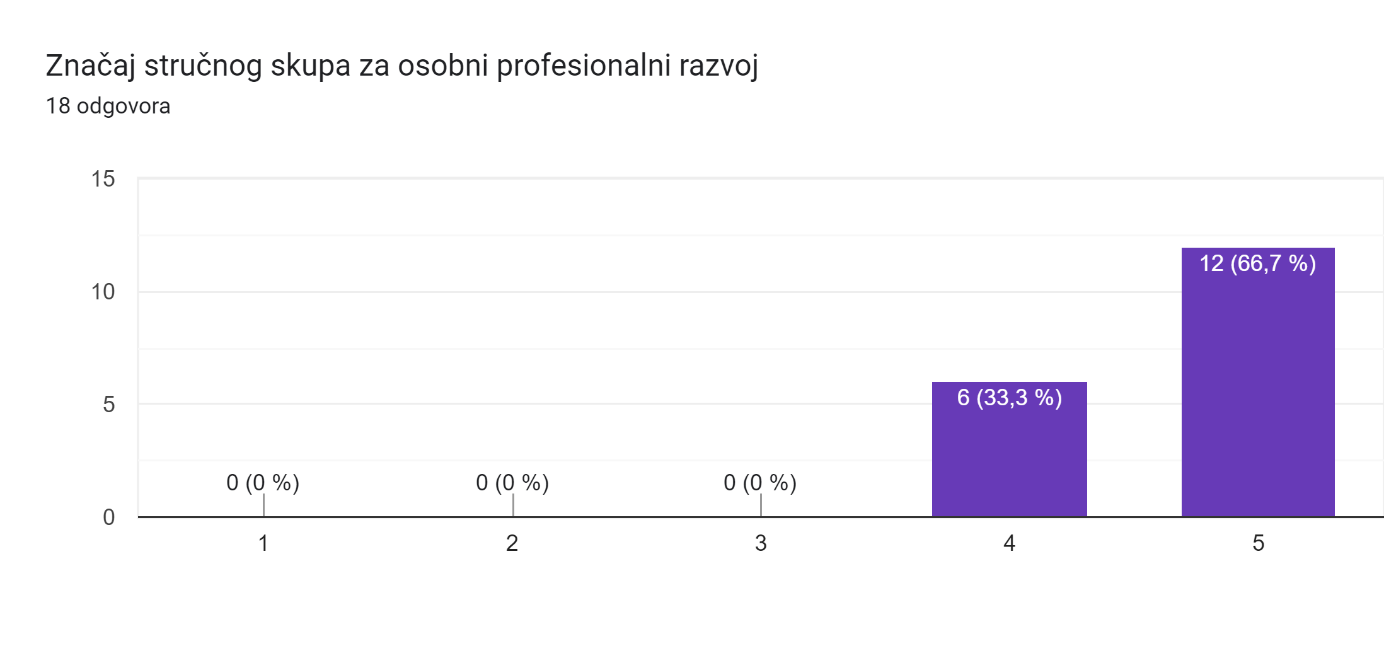 Značaj stručnog skupa za osobni profesionalni razvoj
18 odgovora
15
10
5
0
0 (0 %)
0 (0 %)
0 (0 %)
6 (33,3 %)
12 (66,7 %)
1
2
3
4
5